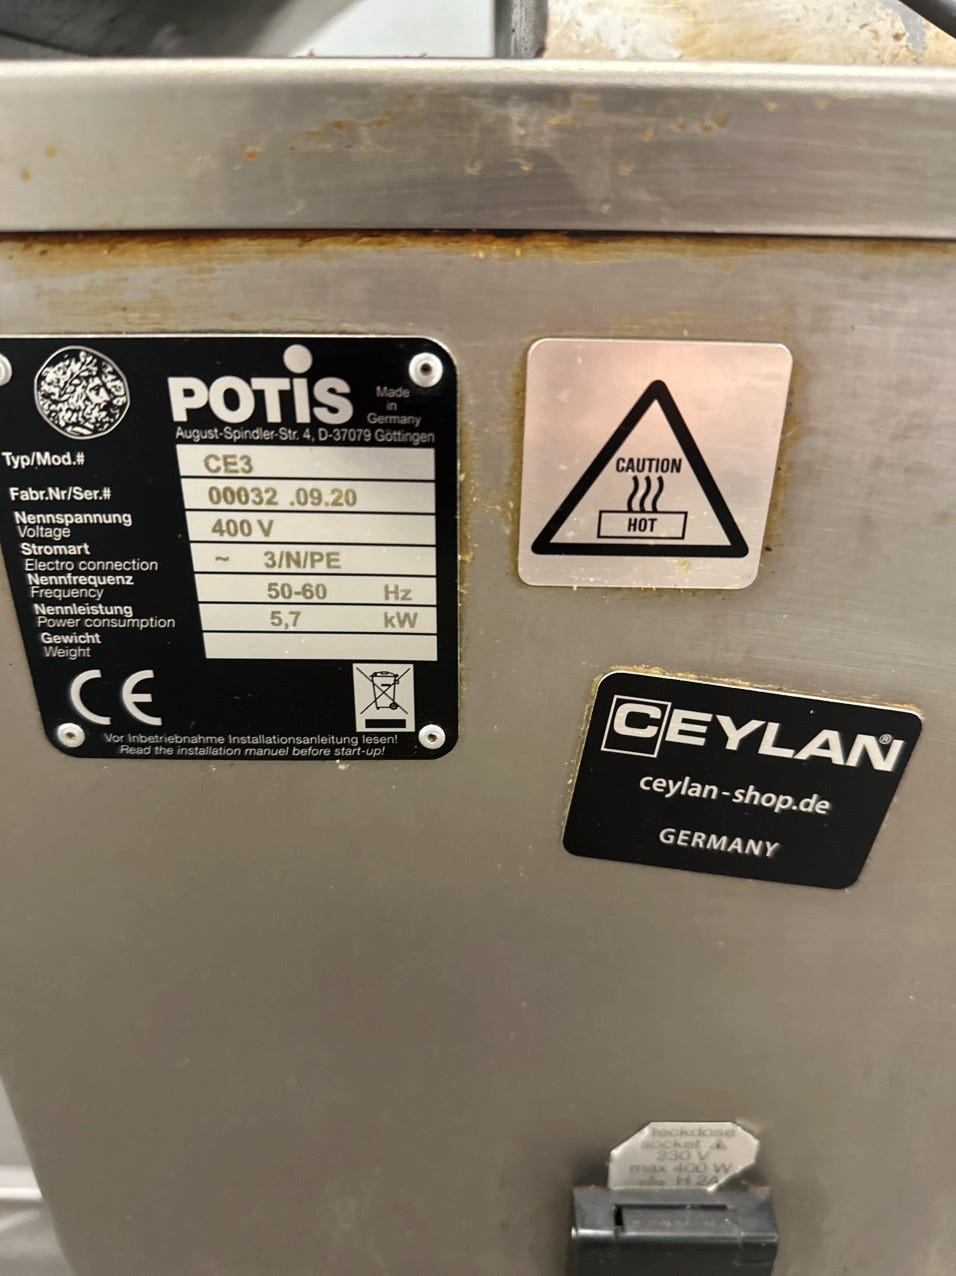 POTIS
Made
in
Germany
August-Spindler-Str. 4, D-37079 Göttingen
Typ/Mod.# CE3
Fabr.Nr/Ser.# 00032 .09.20
Nennspannung
Voltage 400 V
Stromart
Electro connection ~ 3/N/PE
Nennfrequenz
Frequency 50-60 Hz
Nennleistung
Power consumption 5,7 kW
Gewicht
Weight
CE
Vor Inbetriebnahme Installationsanleitung lesen!
Read the installation manuel before start-up!
CAUTION
HOT
CEYLAN®
ceylan-shop.de
GERMANY
teckdose
socket
230 V
max 400 W
H 2A